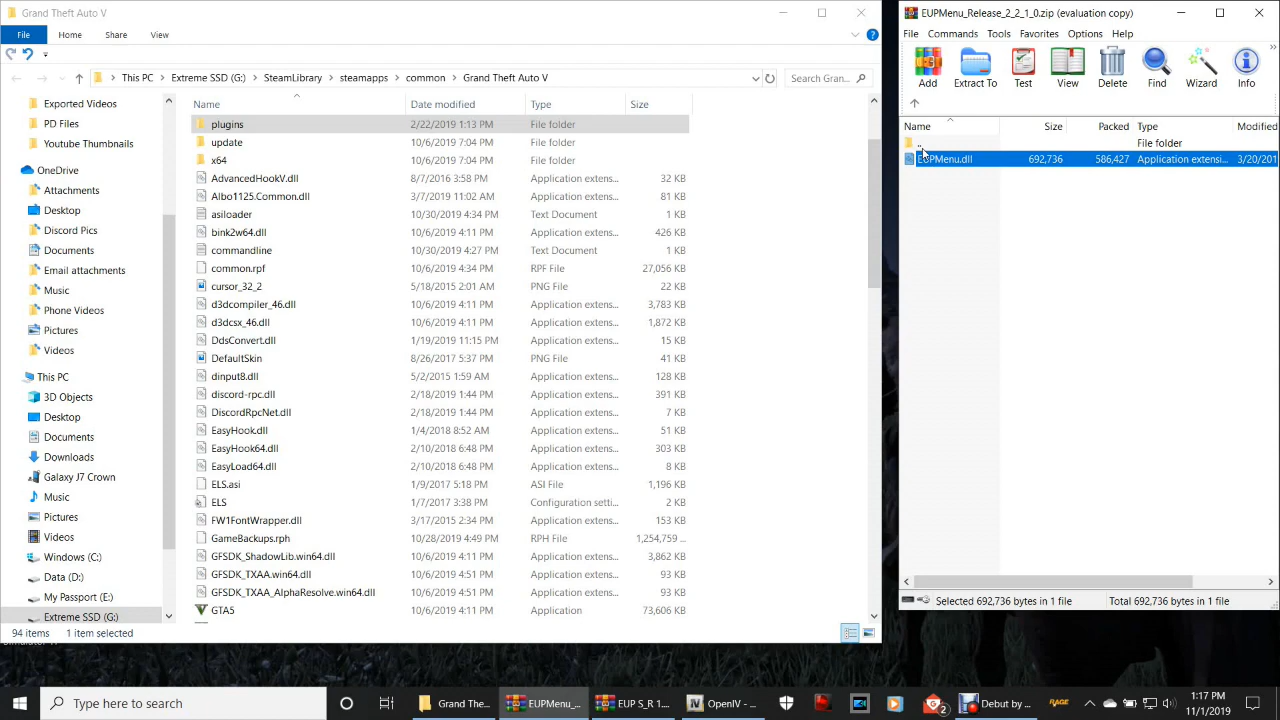 Grand Theft Auto V
File Home Share View
This PC Extreme SSD (G:) SteamLibrary steamapps common Grand Theft Auto V
Search Gran...
Exported Videos
PD Files
Youtube Thumbnails
OneDrive
Attachments
Desktop
Discord Pics
Documents
Email attachments
Music
Phone Videos
Pictures
Videos
This PC
3D Objects
Desktop
Documents
Downloads
Galaxy J7 Crown
Music
Pictures
Videos
Windows (C:)
Data (D:)
My Passport (E:)
Extreme SSD (G:)
Name Date modified Type Size
plugins 2/22/2019 1:13 PM File folder
update 10/6/2019 7:04 PM File folder
x64 10/6/2019 7:04 PM File folder
AdvancedHookV.dll 8/7/2016 3:58 PM Application extens... 32 KB
Albo1125.Common.dll 3/7/2019 11:02 AM Application extens... 81 KB
asiloader 10/30/2019 4:34 PM Text Document 1 KB
bink2w64.dll 10/6/2019 4:11 PM Application extens... 426 KB
commandline 10/30/2019 4:27 PM Text Document 1 KB
common.rpf 10/6/2019 4:34 PM RPF File 27,056 KB
cursor_32_2 5/18/2015 2:01 AM PNG File 22 KB
d3dcompiler_46.dll 10/6/2019 4:11 PM Application extens... 3,783 KB
d3dcsx_46.dll 10/6/2019 4:11 PM Application extens... 1,872 KB
DdsConvert.dll 1/19/2019 11:15 PM Application extens... 15 KB
DefaultSkin 8/26/2017 5:37 PM PNG File 41 KB
dinput8.dll 5/2/2015 1:59 AM Application extens... 128 KB
discord-rpc.dll 2/18/2019 1:44 PM Application extens... 391 KB
DiscordRpcNet.dll 2/18/2019 1:44 PM Application extens... 7 KB
EasyHook.dll 1/4/2018 8:52 AM Application extens... 51 KB
EasyHook64.dll 2/10/2018 6:48 PM Application extens... 303 KB
EasyLoad64.dll 2/10/2018 6:48 PM Application extens... 8 KB
ELS.asi 1/9/2017 5:18 PM ASI File 1,196 KB
ELS 1/7/2017 3:38 PM Configuration setti... 2 KB
FW1FontWrapper.dll 3/17/2015 2:34 PM Application extens... 153 KB
GameBackups.rph 10/28/2019 4:49 PM RPH File 1,254,759 ...
GFSDK_ShadowLib.win64.dll 10/6/2019 4:11 PM Application extens... 3,862 KB
GFSDK_TXAA.win64.dll 10/6/2019 4:51 PM Application extens... 93 KB
GFSDK_TXAA_AlphaResolve.win64.dll 10/6/2019 4:51 PM Application extens... 93 KB
GTA5 10/6/2019 4:11 PM Application 73,606 KB
94 items 1 item selected
EUPMenu_Release_2_2_1_0.zip (evaluation copy)
File Commands Tools Favorites Options Help
Add Extract To Test View Delete Find Wizard Info
Name Size Packed Type Modified
.. File folder
EUPMenu.dll 692,736 586,427 Application extensi... 3/20/201
Selected 692,736 bytes in 1 file Total 692,736 bytes in 1 file
Type here to search
Grand The...
EUPMenu_...
EUP S_R 1....
OpenIV - ...
2
Debut by ...
RAGE
1:17 PM
11/1/2019